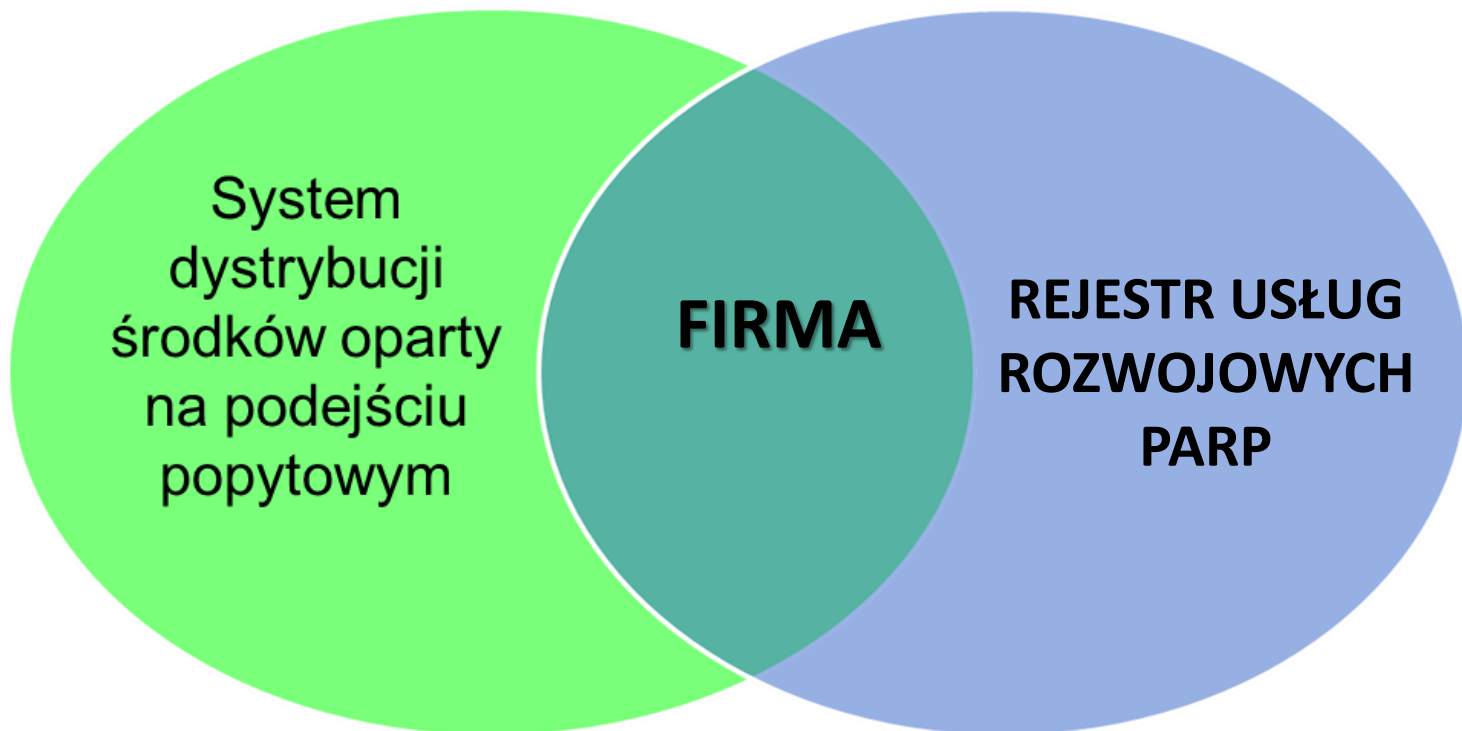 System
dystrybucji
środków oparty
na podejściu
popytowym
FIRMA
REJESTR USŁUG
ROZWOJOWYCH
PARP